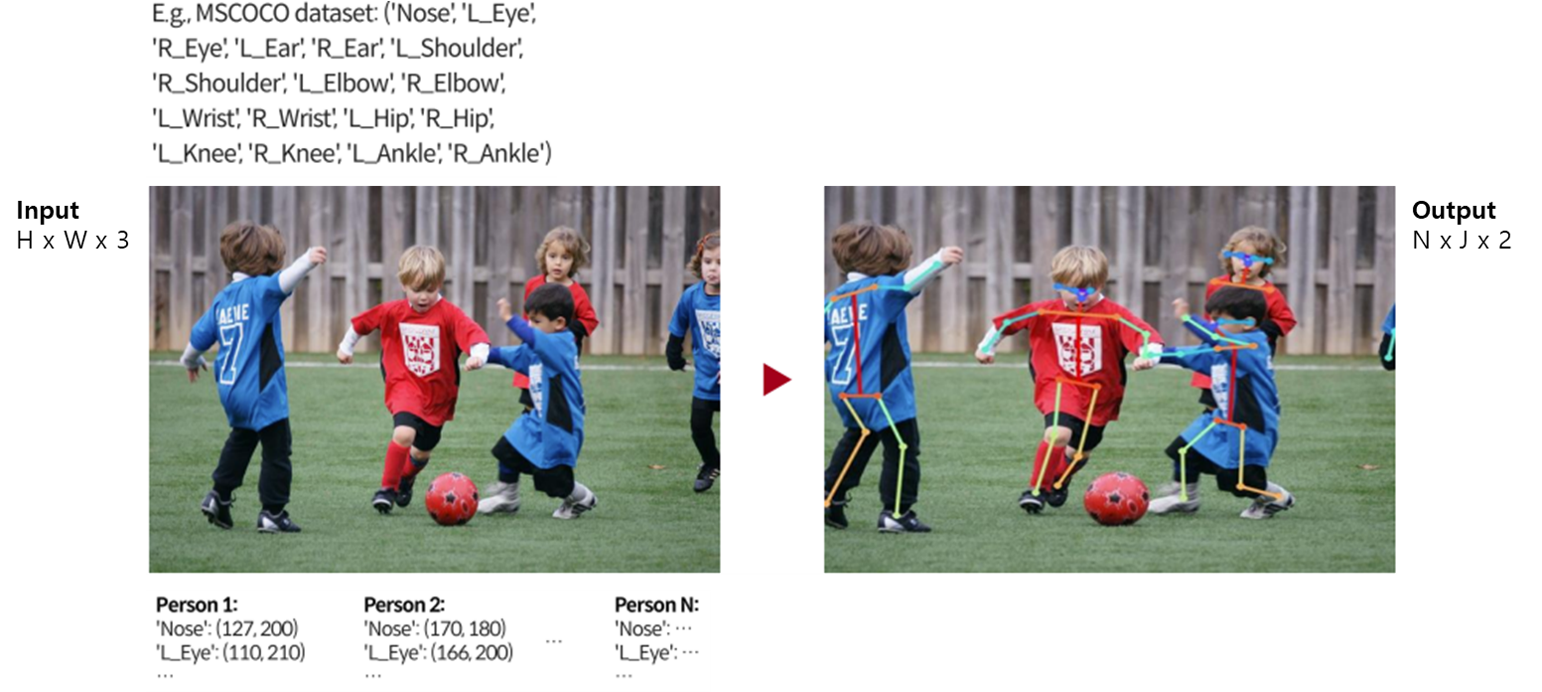 E.g., MSCOCO dataset: ('Nose', 'L_Eye',
'R_Eye', 'L_Ear', 'R_Ear', 'L_Shoulder',
'R_Shoulder', 'L_Elbow', 'R_Elbow',
'L_Wrist', 'R_Wrist', 'L_Hip', 'R_Hip',
'L_Knee', 'R_Knee', 'L_Ankle', 'R_Ankle')
Input
H x W x 3
7
Output
N x J x 2
7
Person 1:
'Nose': (127, 200)
'L_Eye': (110, 210)
...
Person 2:
'Nose': (170, 180)
'L_Eye': (166, 200)
...
...
Person N:
'Nose': ...
'L_Eye': ...
...